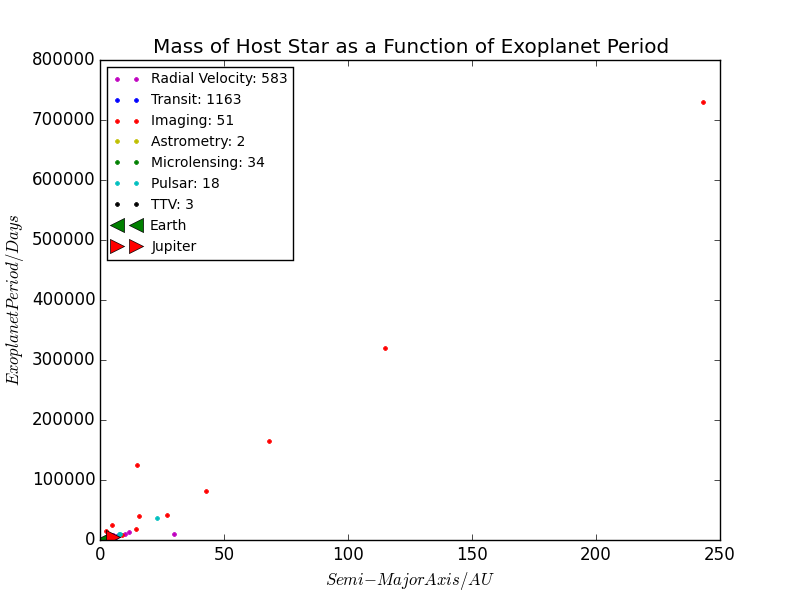 Mass of Host Star as a Function of Exoplanet Period
800000
700000
600000
500000
400000
300000
200000
100000
0
Radial Velocity: 583
Transit: 1163
Imaging: 51
Astrometry: 2
Microlensing: 34
Pulsar: 18
TTV: 3
Earth
Jupiter
ExoplanetPeriod/Days
0 50 100 150 200 250
Semi−MajorAxis/AU